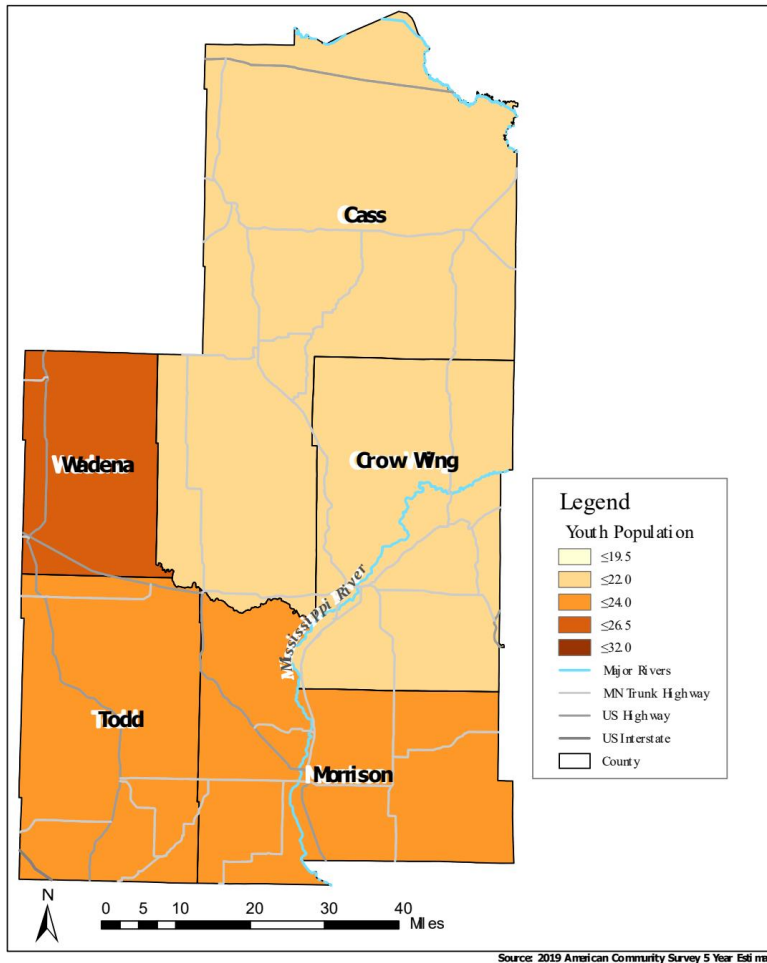 Cass
Wadena
Crow Wing
Mississippi River
Todd
Morrison
Legend
Youth Population
≤19.5
≤22.0
≤24.0
≤26.5
≤32.0
Major Rivers
MN Trunk Highway
US Highway
US Interstate
County
N
0 5 10 20 30 40
Miles
Source: 2019 American Community Survey 5 Year Estima